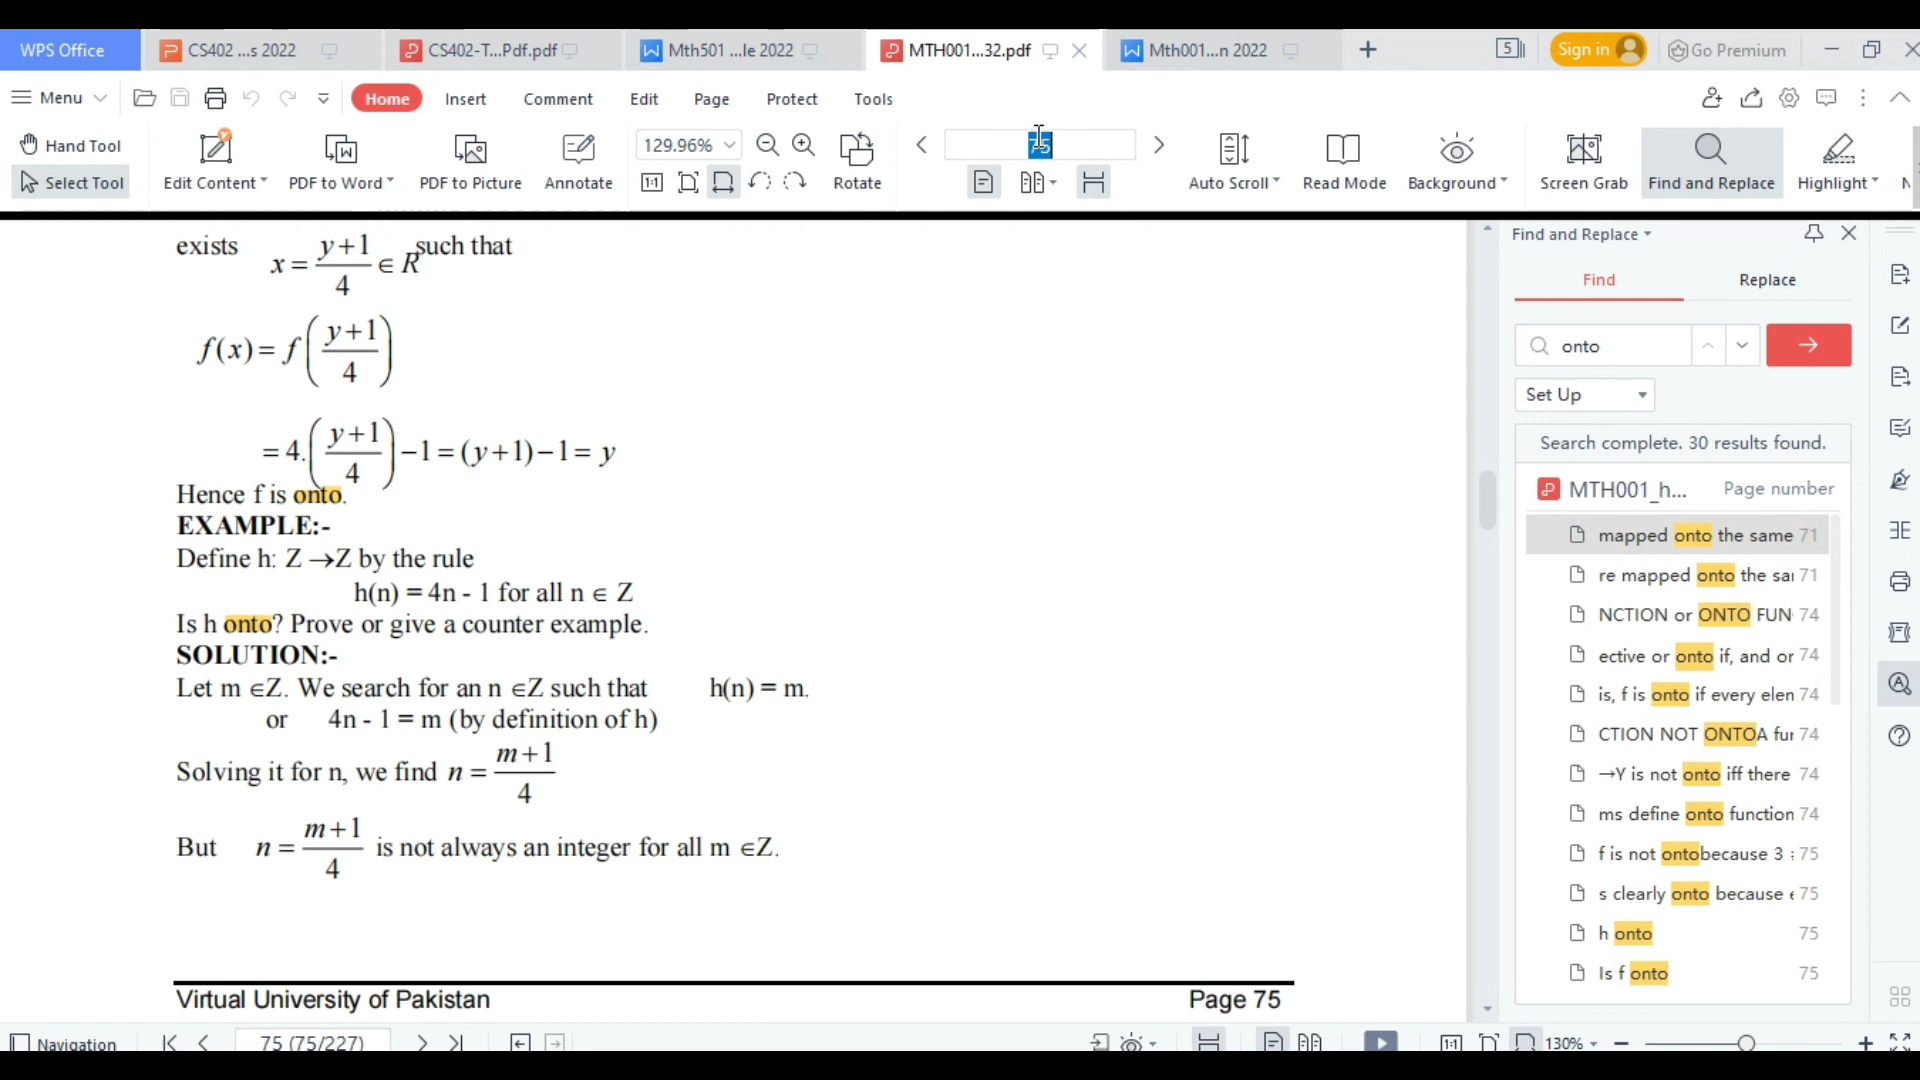 WPS Office CS402 ...s 2022 CS402-T...Pdf.pdf Mth501 ...le 2022 MTH001...32.pdf Mth001...n 2022 + 5 Sign in Go Premium
Menu Home Insert Comment Edit Page Protect Tools
Hand Tool 129.96% 75
Select Tool Edit Content PDF to Word PDF to Picture Annotate 1:1 Rotate Auto Scroll Read Mode Background Screen Grab Find and Replace Highlight
exists x = y+1/4 ∈ R such that
f(x) = f(y+1/4)
= 4.(y+1/4) −1 = (y+1)−1 = y
Hence f is onto.
EXAMPLE:-
Define h: Z →Z by the rule
h(n) = 4n - 1 for all n ∈ Z
Is h onto? Prove or give a counter example.
SOLUTION:-
Let m ∈Z. We search for an n ∈Z such that h(n) = m.
or 4n - 1 = m (by definition of h)
Solving it for n, we find n = m+1/4
But n = m+1/4 is not always an integer for all m ∈Z.
Virtual University of Pakistan Page 75
Find and Replace
Find Replace
onto
Set Up
Search complete. 30 results found.
MTH001_h... Page number
mapped onto the same 71
re mapped onto the sa 71
NCTION or ONTO FUN 74
ective or onto if, and or 74
is, f is onto if every elen 74
CTION NOT ONTOA fu 74
→Y is not onto iff there 74
ms define onto function 74
f is not ontobecause 3 75
s clearly onto because 75
h onto 75
Is f onto 75
Navigation 75 (75/227) 1:1 130%